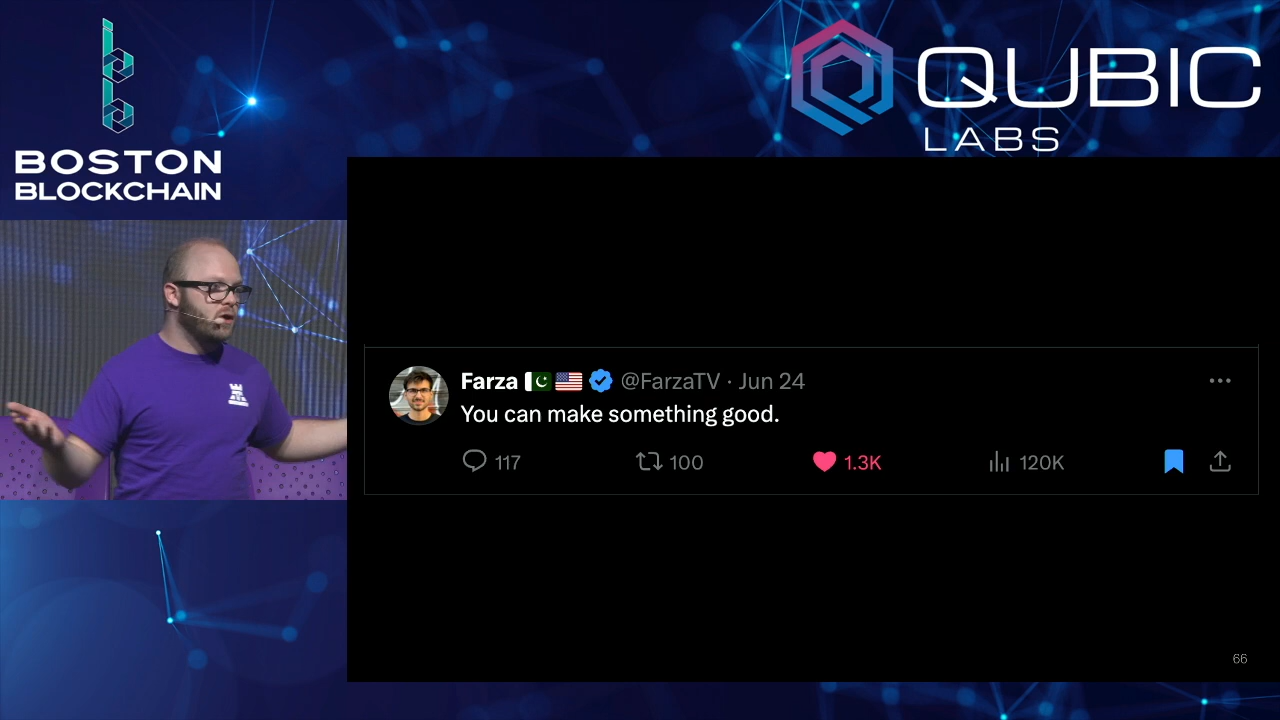 BOSTON
BLOCKCHAIN
QUBIC
LABS
Farza 🇵🇰🇺🇸 @FarzaTV · Jun 24
You can make something good.
117 100 1.3K 120K
66